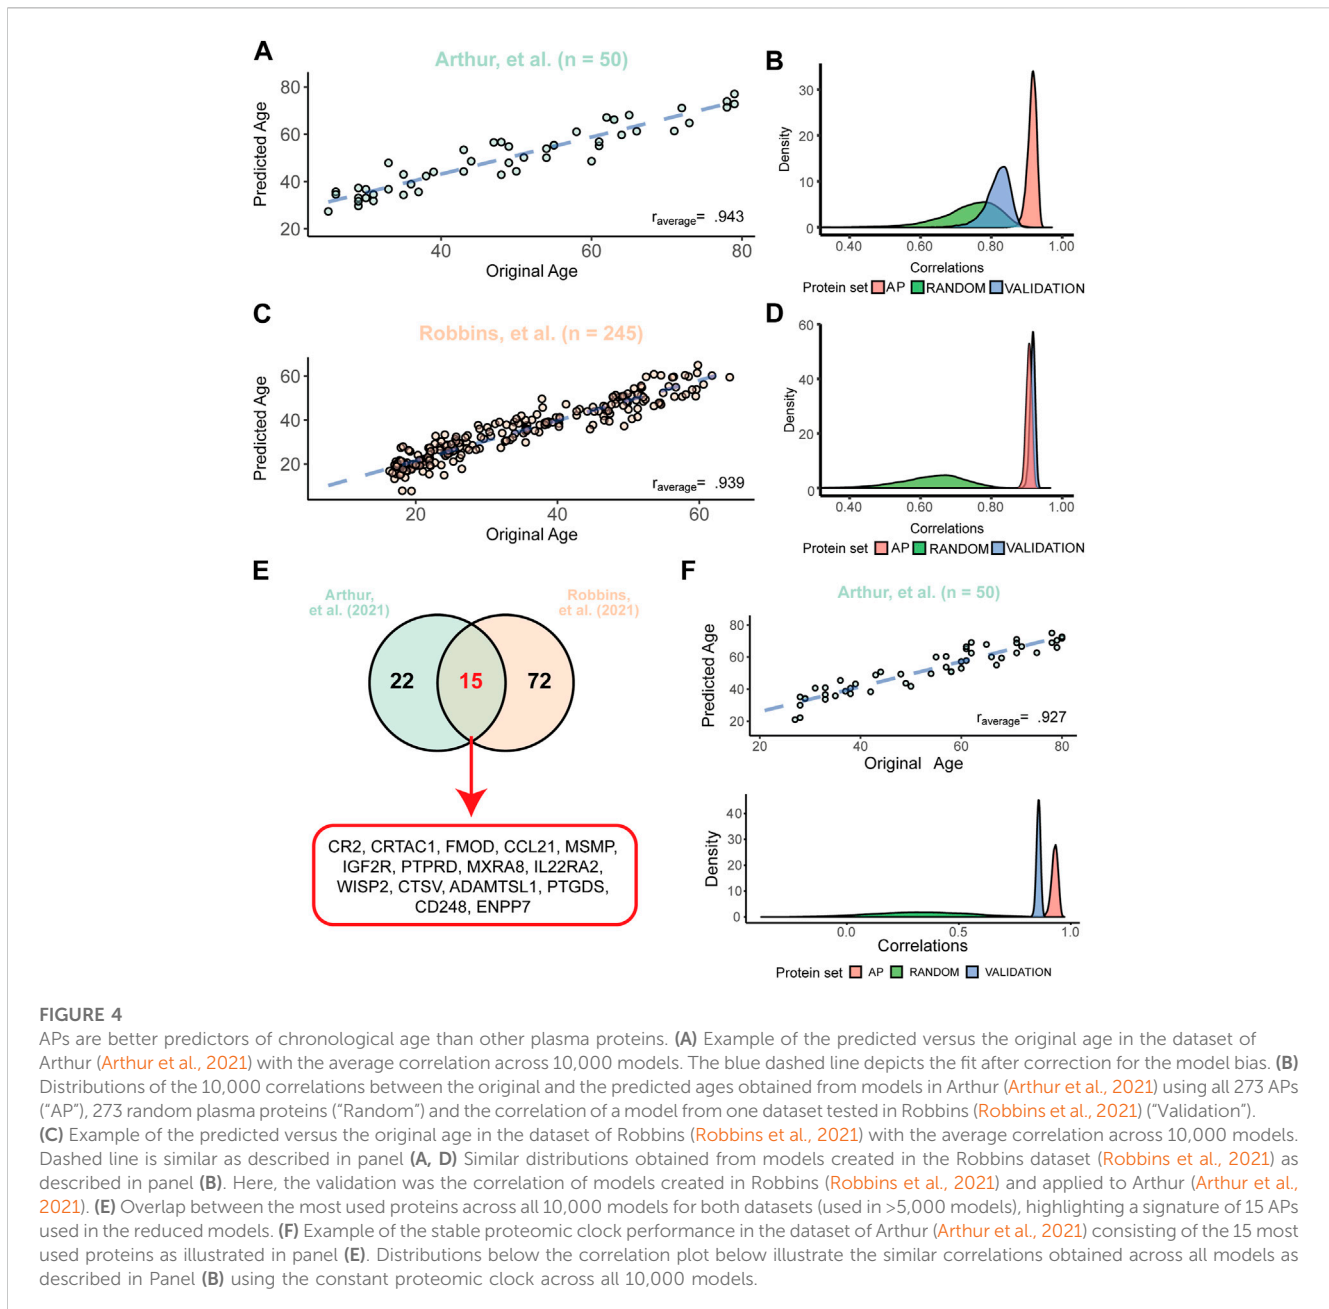 A
Arthur, et al. (n = 50)
Predicted Age
80
60
40
20
40
60
80
r_average= .943
Original Age
B
Density
30
20
10
0
0.40
0.60
0.80
1.00
Correlations
Protein set AP RANDOM VALIDATION
C
Robbins, et al. (n = 245)
Predicted Age
60
40
20
20
40
60
r_average= .939
Original Age
D
Density
60
40
20
0
0.40
0.60
0.80
1.00
Correlations
Protein set AP RANDOM VALIDATION
E
Arthur,
et al. (2021)
Robbins,
et al. (2021)
22
15
72
CR2, CRTAC1, FMOD, CCL21, MSMP,
IGF2R, PTPRD, MXRA8, IL22RA2,
WISP2, CTSV, ADAMTSL1, PTGDS,
CD248, ENPP7
F
Arthur, et al. (n = 50)
Predicted Age
80
60
40
20
20
40
60
80
r_average= .927
Original Age
Density
40
30
20
10
0
0.0
0.5
1.0
Correlations
Protein set AP RANDOM VALIDATION
FIGURE 4
APs are better predictors of chronological age than other plasma proteins. (A) Example of the predicted versus the original age in the dataset of
Arthur (Arthur et al., 2021) with the average correlation across 10,000 models. The blue dashed line depicts the fit after correction for the model bias. (B)
Distributions of the 10,000 correlations between the original and the predicted ages obtained from models in Arthur (Arthur et al., 2021) using all 273 APs
("AP"), 273 random plasma proteins ("Random") and the correlation of a model from one dataset tested in Robbins (Robbins et al., 2021) ("Validation").
(C) Example of the predicted versus the original age in the dataset of Robbins (Robbins et al., 2021) with the average correlation across 10,000 models.
Dashed line is similar as described in panel (A, D) Similar distributions obtained from models created in the Robbins dataset (Robbins et al., 2021) as
described in panel (B). Here, the validation was the correlation of models created in Robbins (Robbins et al., 2021) and applied to Arthur (Arthur et al.,
2021). (E) Overlap between the most used proteins across all 10,000 models for both datasets (used in >5,000 models), highlighting a signature of 15 APs
used in the reduced models. (F) Example of the stable proteomic clock performance in the dataset of Arthur (Arthur et al., 2021) consisting of the 15 most
used proteins as illustrated in panel (E). Distributions below the correlation plot below illustrate the similar correlations obtained across all models as
described in Panel (B) using the constant proteomic clock across all 10,000 models.